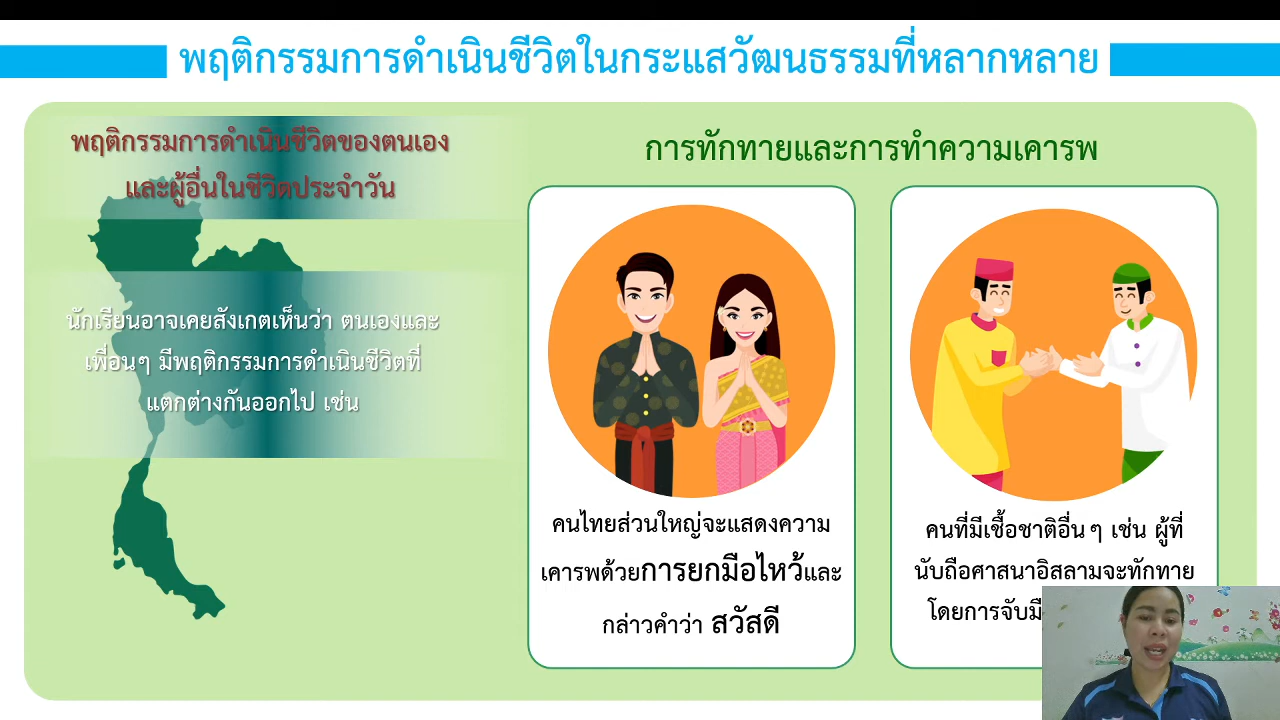 พฤติกรรมการดำเนินชีวิตในกระแสวัฒนธรรมที่หลากหลาย
พฤติกรรมการดำเนินชีวิตของตนเอง
และผู้อื่นในชีวิตประจำวัน
นักเรียนอาจเคยสังเกตเห็นว่า ตนเองและ
เพื่อนๆ มีพฤติกรรมการดำเนินชีวิตที่
แตกต่างกันออกไป เช่น
การทักทายและการทำความเคารพ
คนไทยส่วนใหญ่จะแสดงความ
เคารพด้วยการยกมือไหว้และ
กล่าวคำว่า สวัสดี
คนที่มีเชื้อชาติอื่น ๆ เช่น ผู้ที่
นับถือศาสนาอิสลามจะทักทาย
โดยการจับมื